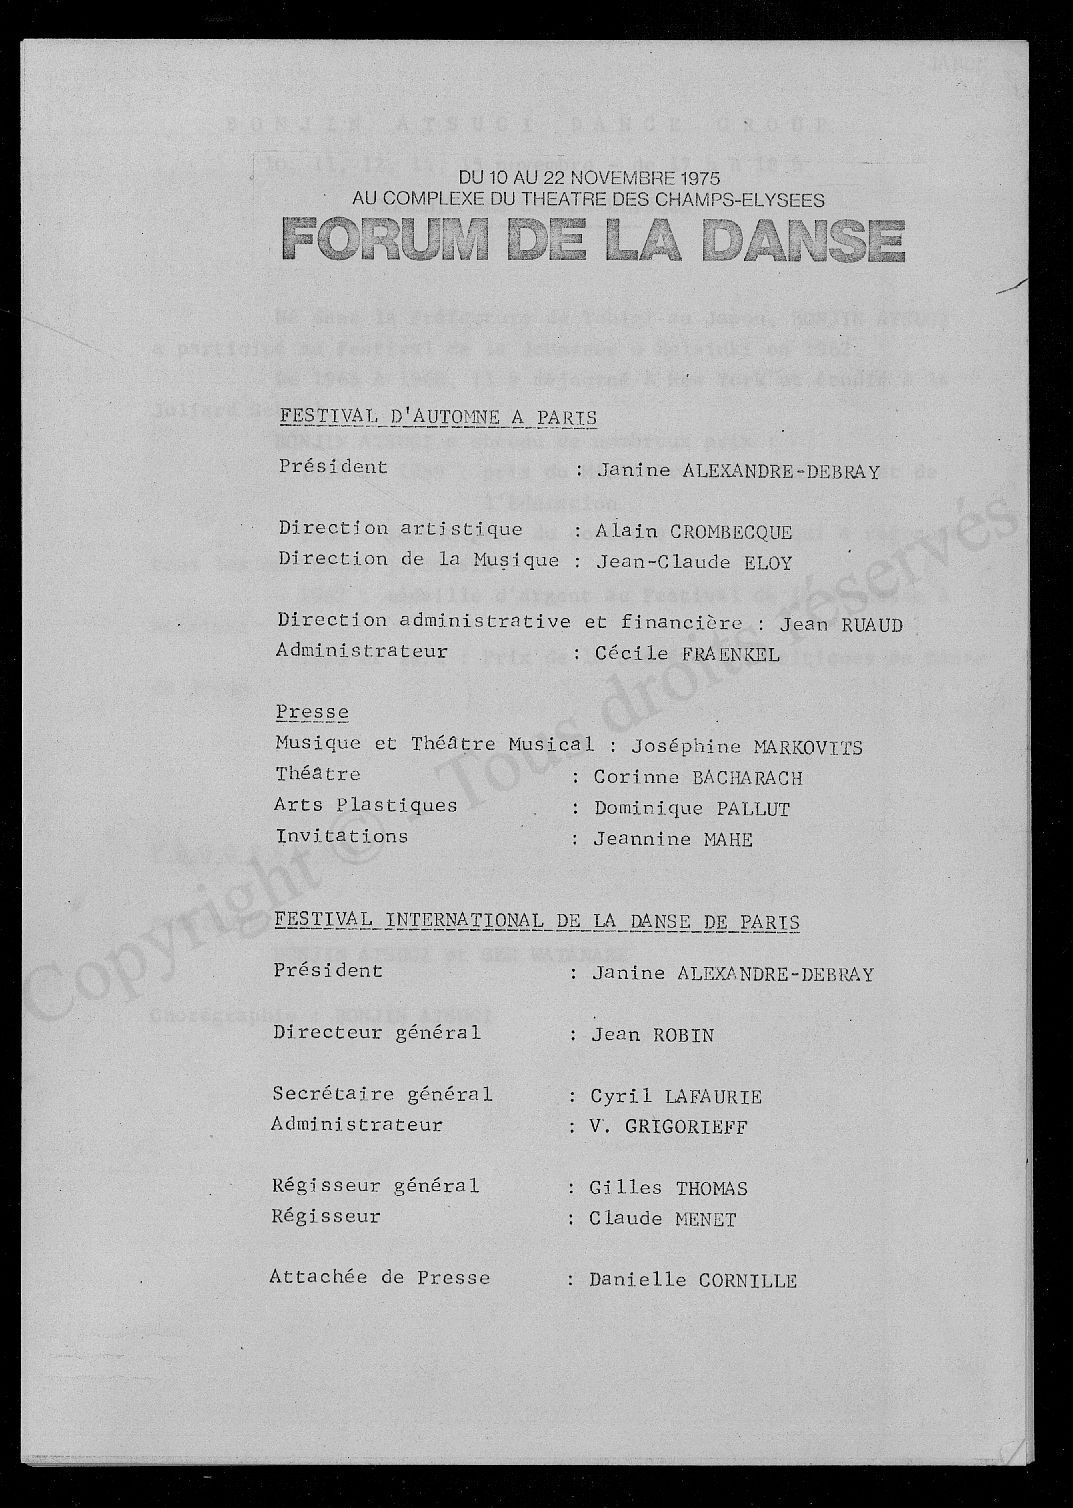 DU 10 AU 22 NOVEMBRE 1975
AU COMPLEXE DU THEATRE DES CHAMPS-ELYSEES
FORUM DE LA DANSE
FESTIVAL D'AUTOMNE A PARIS
Président : Janine ALEXANDRE-DEBRAY
Direction artistique : Alain CROMBECQUE
Direction de la Musique : Jean-Claude ELOY
Direction administrative et financière : Jean RUAUD
Administrateur : Cécile FRAENKEL
Presse
Musique et Théâtre Musical : Joséphine MARKOVITS
Théâtre : Corinne BACHARACH
Arts Plastiques : Dominique PALLUT
Invitations : Jeannine MAHE
FESTIVAL INTERNATIONAL DE LA DANSE DE PARIS
Président : Janine ALEXANDRE-DEBRAY
Directeur général : Jean ROBIN
Secrétaire général : Cyril LAFAURIE
Administrateur : V. GRIGORIEFF
Régisseur général : Gilles THOMAS
Régisseur : Claude MENET
Attachée de Presse : Danielle CORNILLE
Copyright © - Tous droits réservés